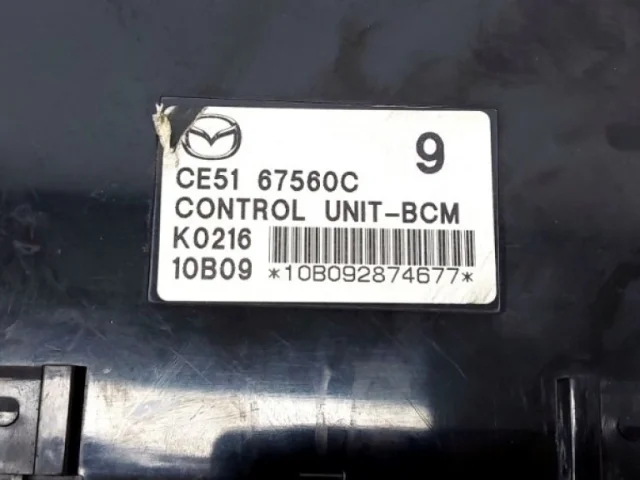 9
CE51 67560C
CONTROL UNIT-BCM
K0216
10B09 *10B092874677*